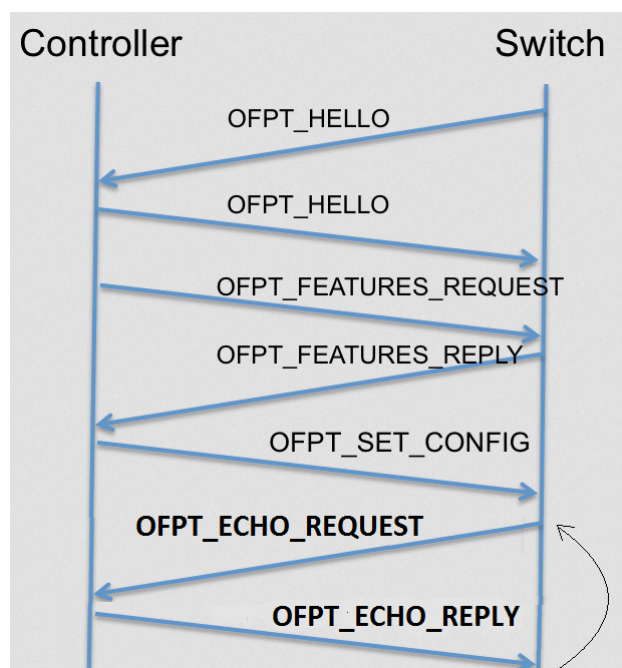 Controller
Switch
OFPT_HELLO
OFPT_HELLO
OFPT_FEATURES_REQUEST
OFPT_FEATURES_REPLY
OFPT_SET_CONFIG
OFPT_ECHO_REQUEST
OFPT_ECHO_REPLY